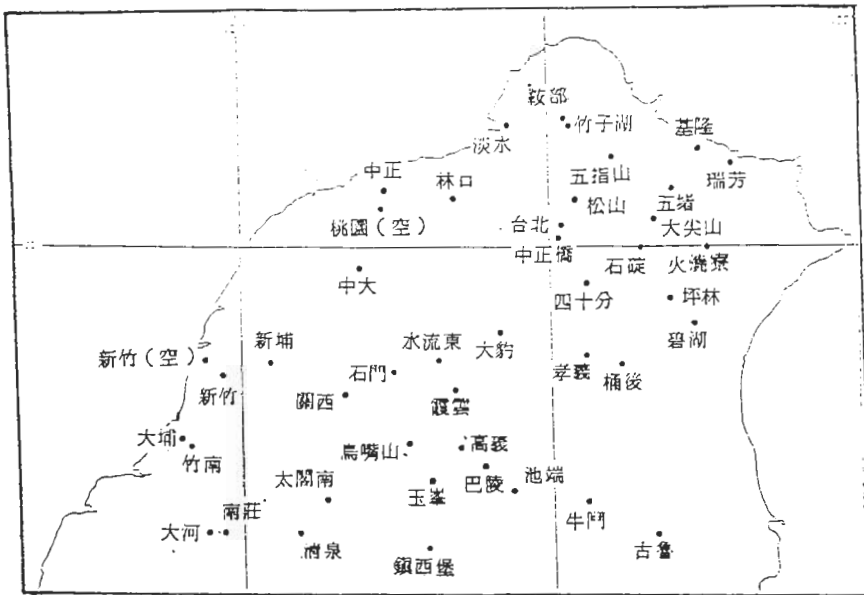 鞍部
竹子湖
淡水
基隆
中正
林口
五指山
瑞芳
桃園(空)
松山
五堵
台北
大尖山
中正橋
石碇
火燒寮
中大
四十分
坪林
碧湖
新竹(空)
新埔
水流東
大豹
新竹
石門
孝義
桶後
關西
霞雲
大埔
竹南
鳥嘴山
高義
太閣南
玉峯
巴陵
池端
大河
南莊
清泉
鎮西堡
牛鬥
古魯